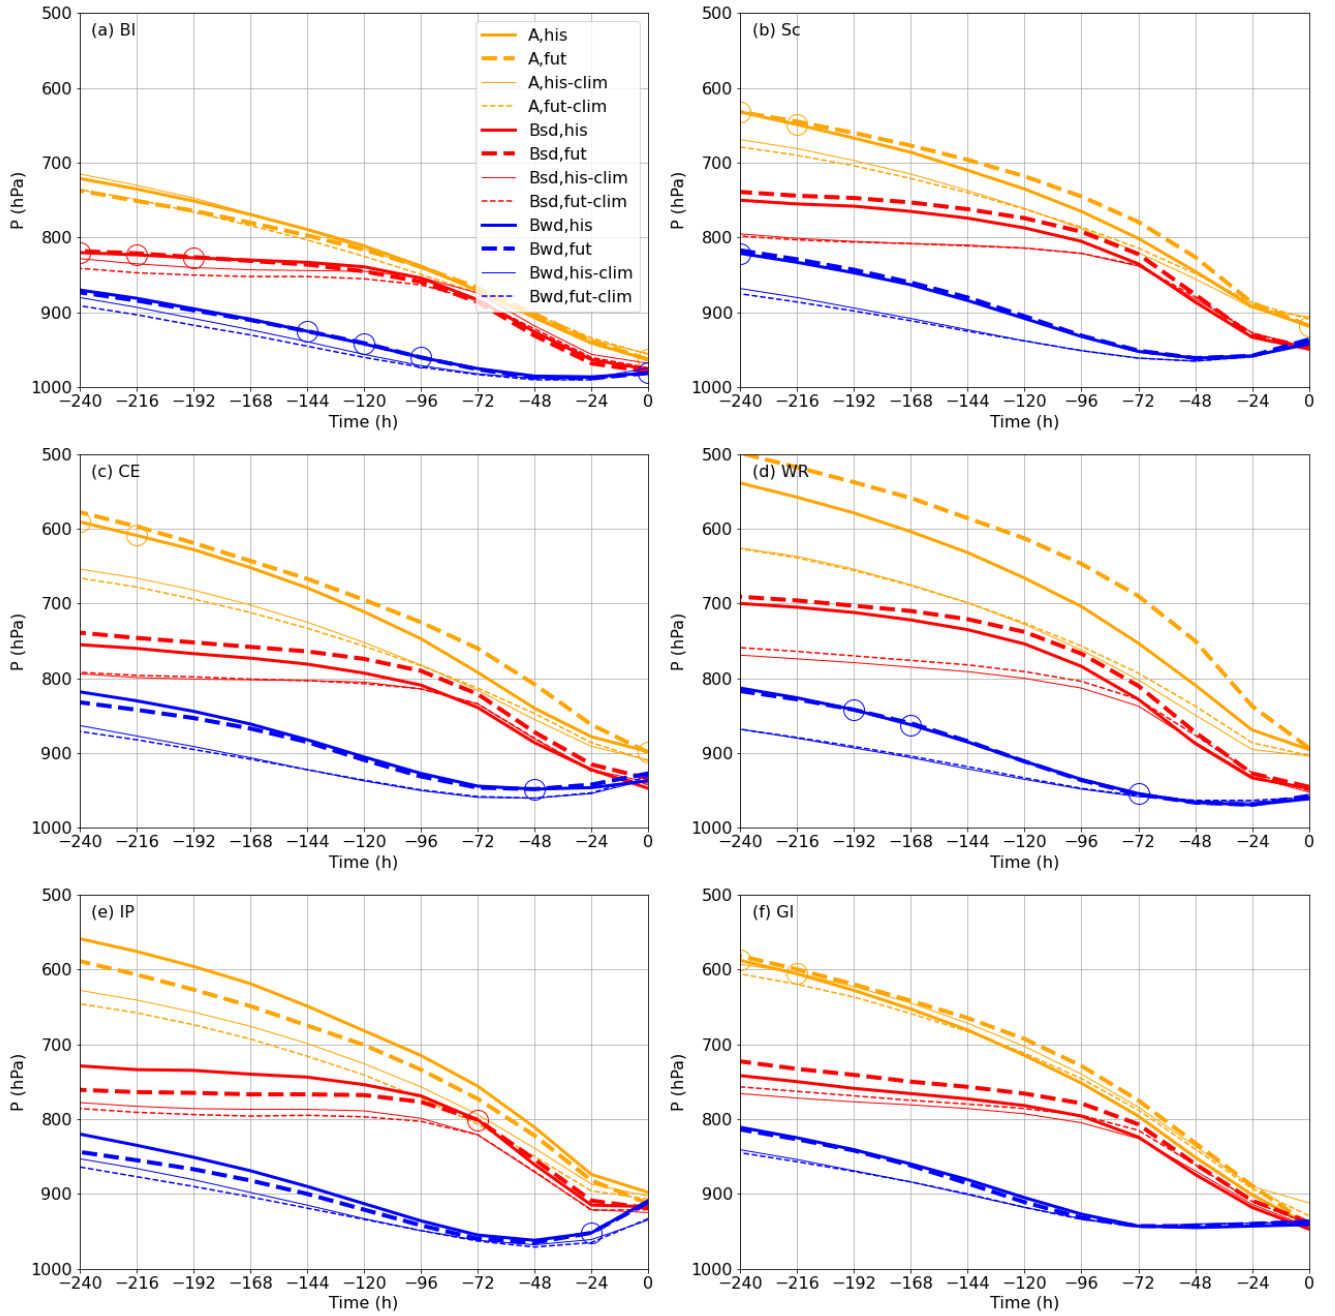 (a) BI
A,his
A,fut
A,his-clim
A,fut-clim
Bsd,his
Bsd,fut
Bsd,his-clim
Bsd,fut-clim
Bwd,his
Bwd,fut
Bwd,his-clim
Bwd,fut-clim
500
600
700
800
900
1000
P (hPa)
−240 −216 −192 −168 −144 −120 −96 −72 −48 −24 0
Time (h)
(b) Sc
500
600
700
800
900
1000
P (hPa)
−240 −216 −192 −168 −144 −120 −96 −72 −48 −24 0
Time (h)
(c) CE
500
600
700
800
900
1000
P (hPa)
−240 −216 −192 −168 −144 −120 −96 −72 −48 −24 0
Time (h)
(d) WR
500
600
700
800
900
1000
P (hPa)
−240 −216 −192 −168 −144 −120 −96 −72 −48 −24 0
Time (h)
(e) IP
500
600
700
800
900
1000
P (hPa)
−240 −216 −192 −168 −144 −120 −96 −72 −48 −24 0
Time (h)
(f) GI
500
600
700
800
900
1000
P (hPa)
−240 −216 −192 −168 −144 −120 −96 −72 −48 −24 0
Time (h)